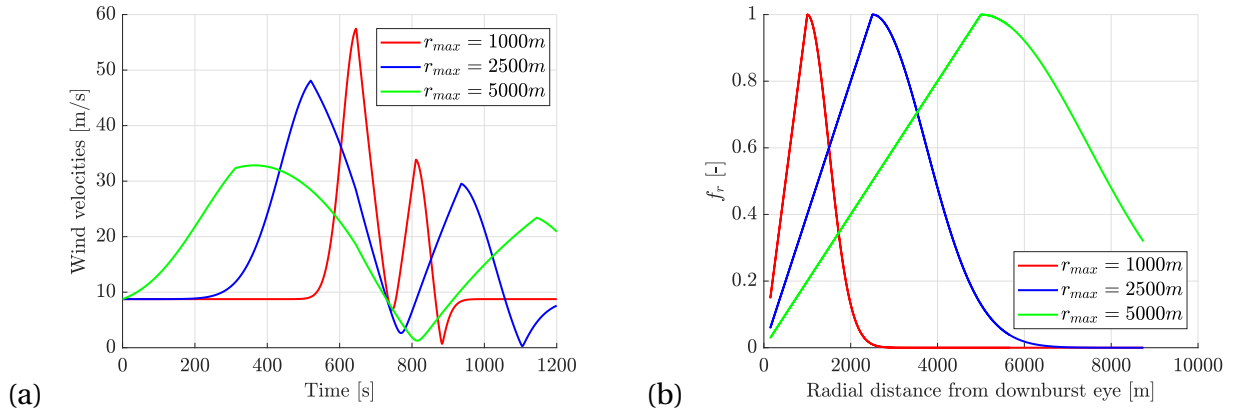 60
50
40
30
20
10
0
0 200 400 600 800 1000 1200
Wind velocities [m/s]
Time [s]
r_max = 1000m
r_max = 2500m
r_max = 5000m
(a)
1
0.8
0.6
0.4
0.2
0
0 2000 4000 6000 8000 10000
f_r [-]
Radial distance from downburst eye [m]
r_max = 1000m
r_max = 2500m
r_max = 5000m
(b)